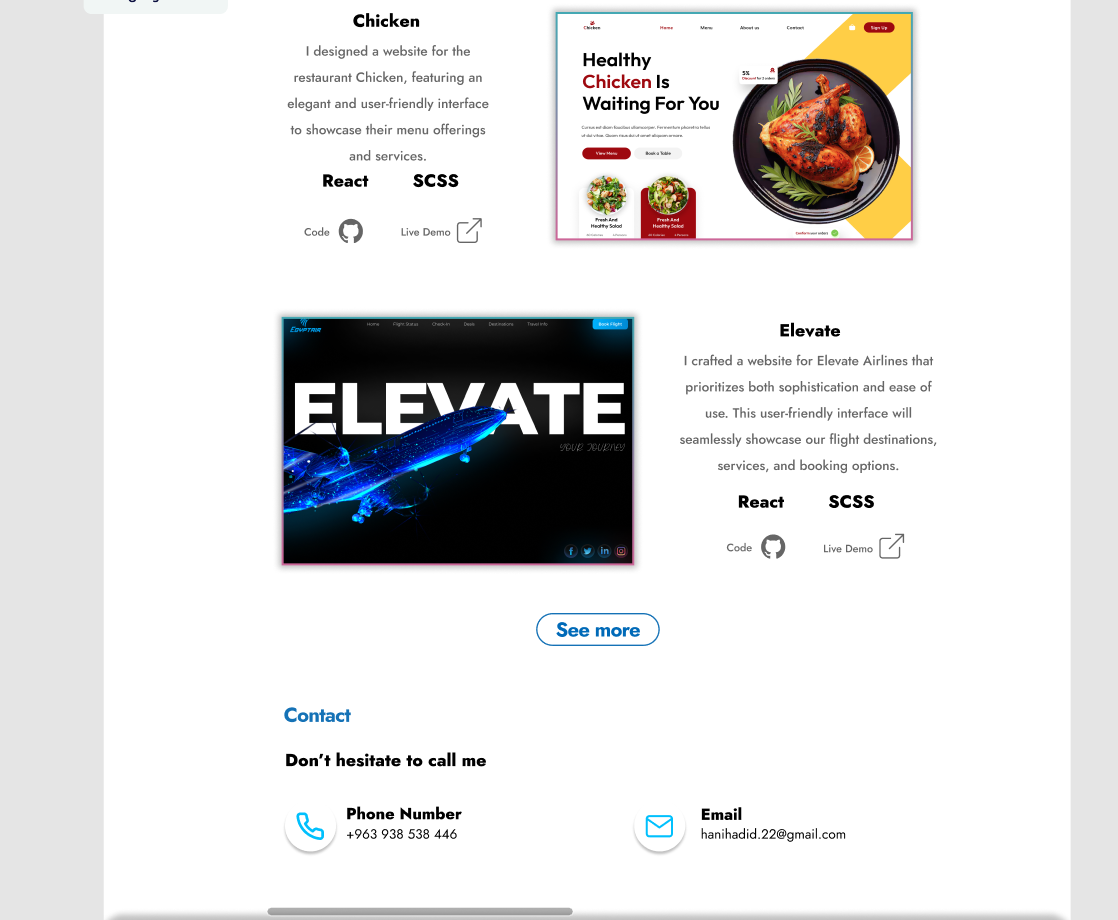 Chicken
I designed a website for the
restaurant Chicken, featuring an
elegant and user-friendly interface
to showcase their menu offerings
and services.
React SCSS
Code Live Demo
Chicken Home Menu About us Contact Sign Up
Healthy
Chicken Is
Waiting For You
5%
Discount for 2 orders
View Menu Book a Table
Fresh And
Healthy Salad
Fresh And
Healthy Salad
EGYPTAIR Home Flight Status Check-in Deals Destinations Travel Info Book Flight
ELEVATE
YOUR JOURNEY
Elevate
I crafted a website for Elevate Airlines that
prioritizes both sophistication and ease of
use. This user-friendly interface will
seamlessly showcase our flight destinations,
services, and booking options.
React SCSS
Code Live Demo
See more
Contact
Don't hesitate to call me
Phone Number
+963 938 538 446
Email
hanihadid.22@gmail.com